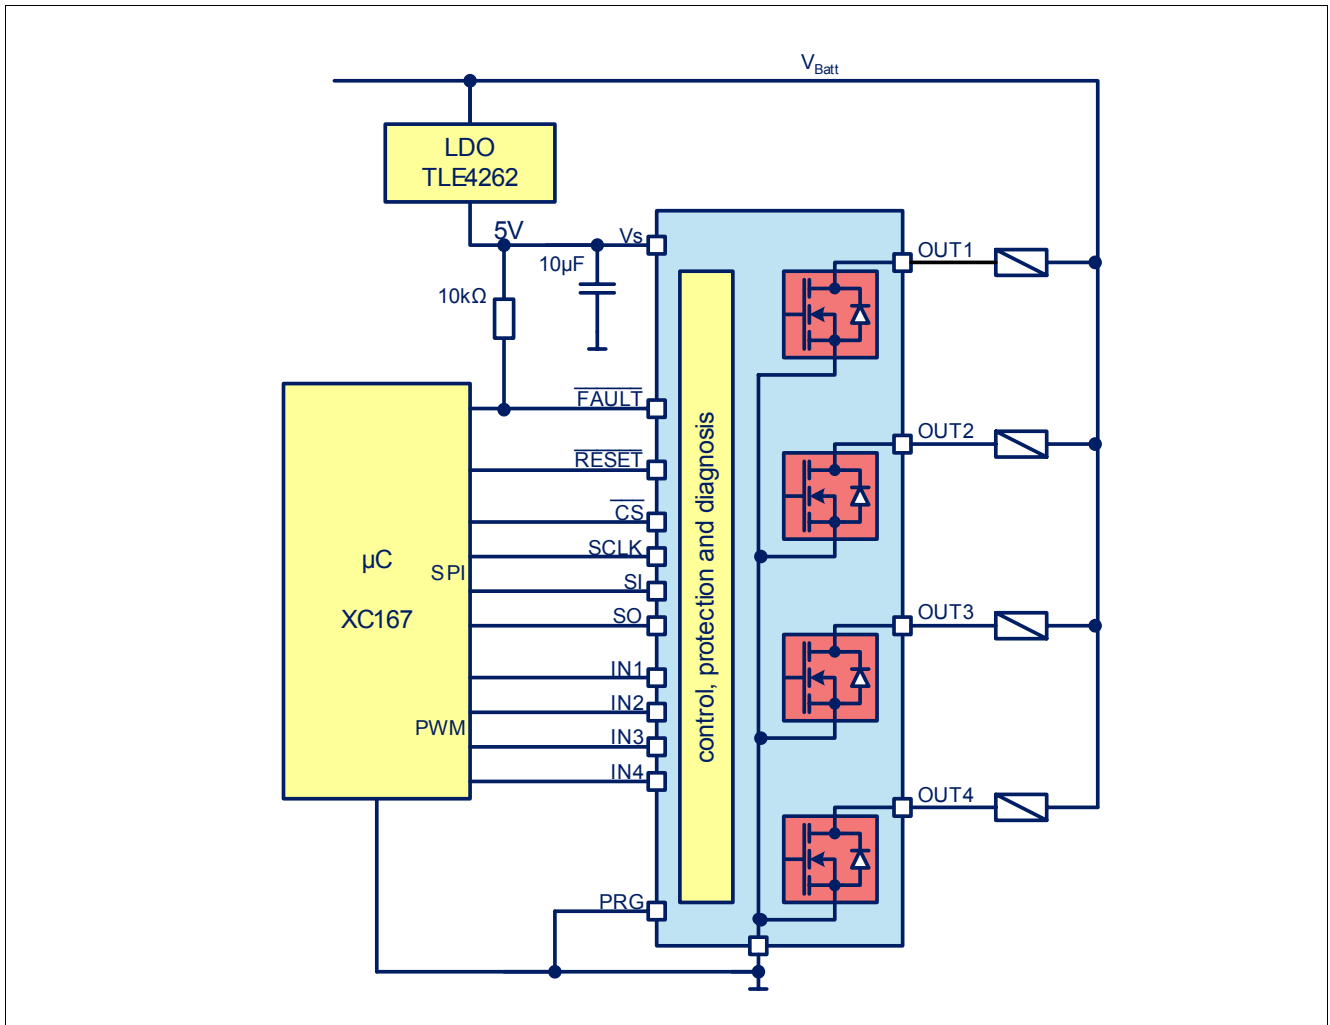 VBatt
LDO
TLE4262
5V
Vs
10µF
10kΩ
OUT1
FAULT
RESET
CS
SCLK
SI
SO
IN1
IN2
IN3
IN4
PRG
µC
XC167
SPI
PWM
control, protection and diagnosis
OUT2
OUT3
OUT4